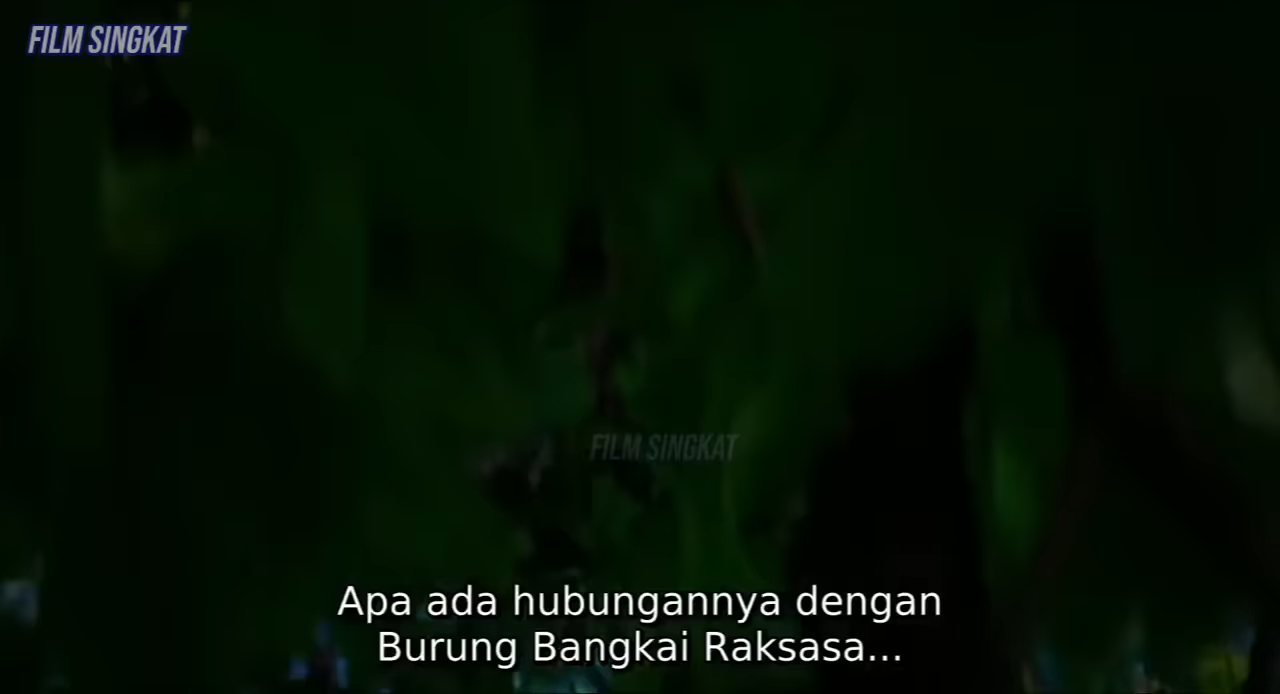 FILM SINGKAT
FILM SINGKAT
Apa ada hubungannya dengan
Burung Bangkai Raksasa...